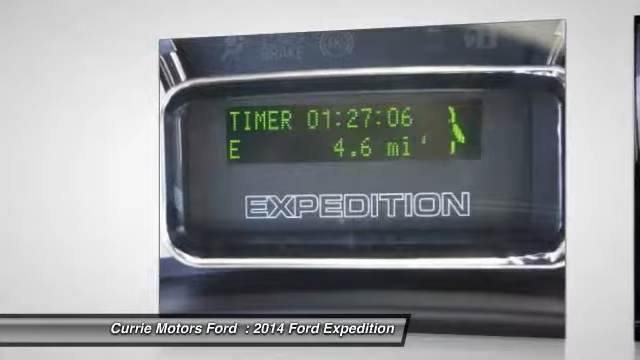 BRAKE
TIMER 01:27:06
E 4.6 mi
EXPEDITION
Currie Motors Ford : 2014 Ford Expedition